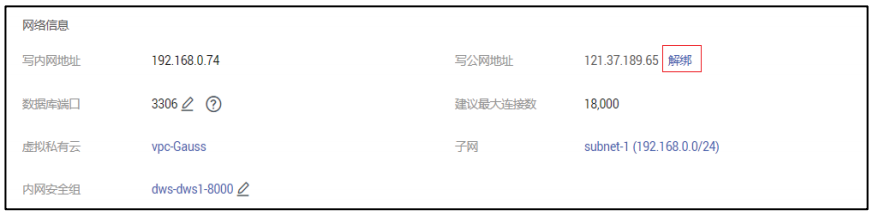 网络信息
写内网地址 192.168.0.74 写公网地址 121.37.189.65 解绑
数据库端口 3306 建议最大连接数 18,000
虚拟私有云 vpc-Gauss 子网 subnet-1 (192.168.0.0/24)
内网安全组 dws-dws1-8000